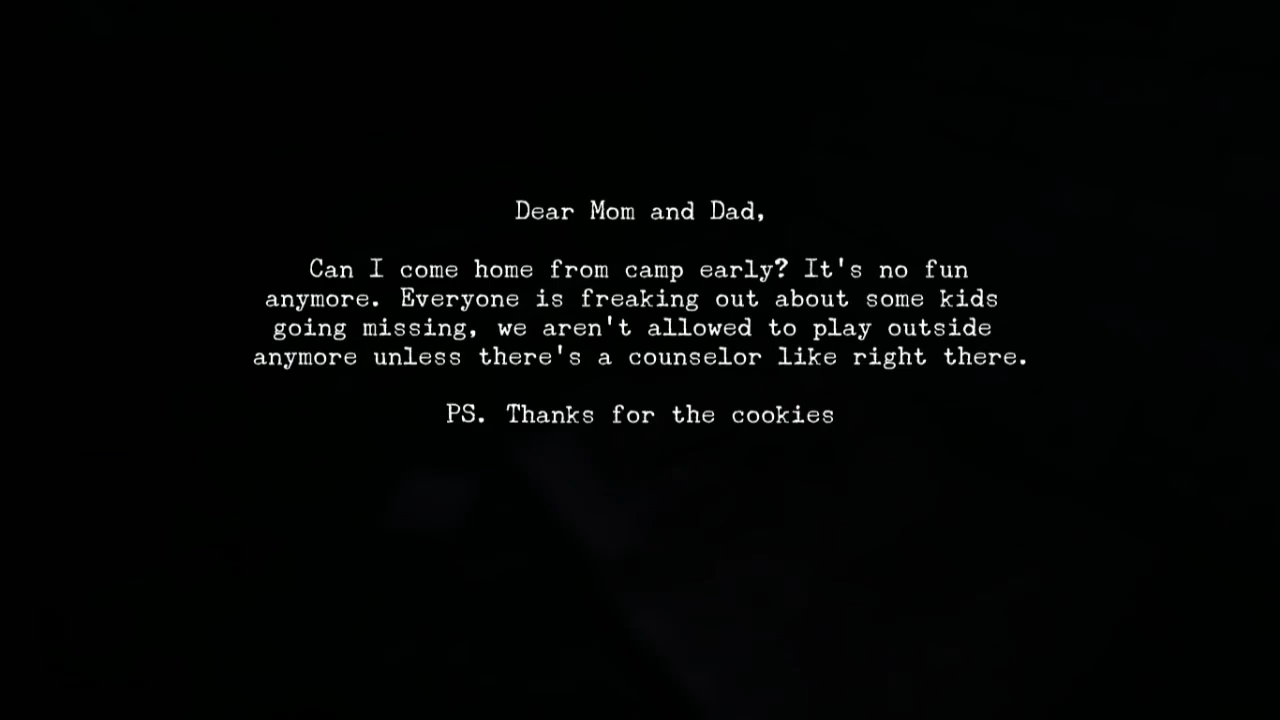 Dear Mom and Dad,
Can I come home from camp early? It's no fun
anymore. Everyone is freaking out about some kids
going missing, we aren't allowed to play outside
anymore unless there's a counselor like right there.
PS. Thanks for the cookies